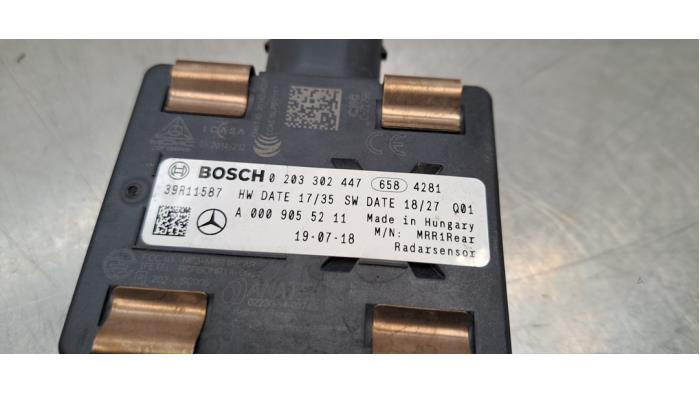 ICASA
BOSCH 0 203 302 447 658 4281
39R11587 HW DATE 17/35 SW DATE 18/27 Q01
A 000 905 52 11 Made in Hungary
19-07-18 M/N: MRR1Rear
Radarsensor